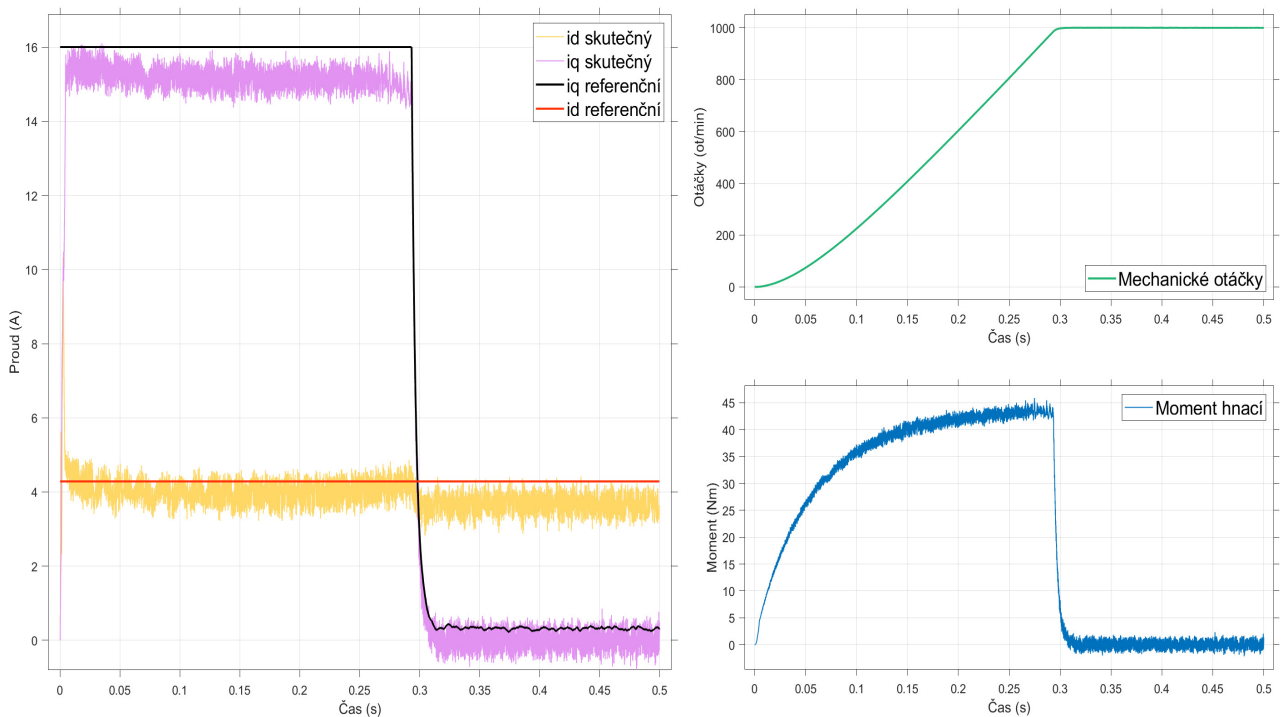 16
14
12
10
8
6
4
2
0
Proud (A)
id skutečný
iq skutečný
iq referenční
id referenční
0 0.05 0.1 0.15 0.2 0.25 0.3 0.35 0.4 0.45 0.5
Čas (s)
1000
800
600
400
200
0
Otáčky (ot/min)
Mechanické otáčky
0 0.05 0.1 0.15 0.2 0.25 0.3 0.35 0.4 0.45 0.5
Čas (s)
45
40
35
30
25
20
15
10
5
0
Moment (Nm)
Moment hnací
0 0.05 0.1 0.15 0.2 0.25 0.3 0.35 0.4 0.45 0.5
Čas (s)